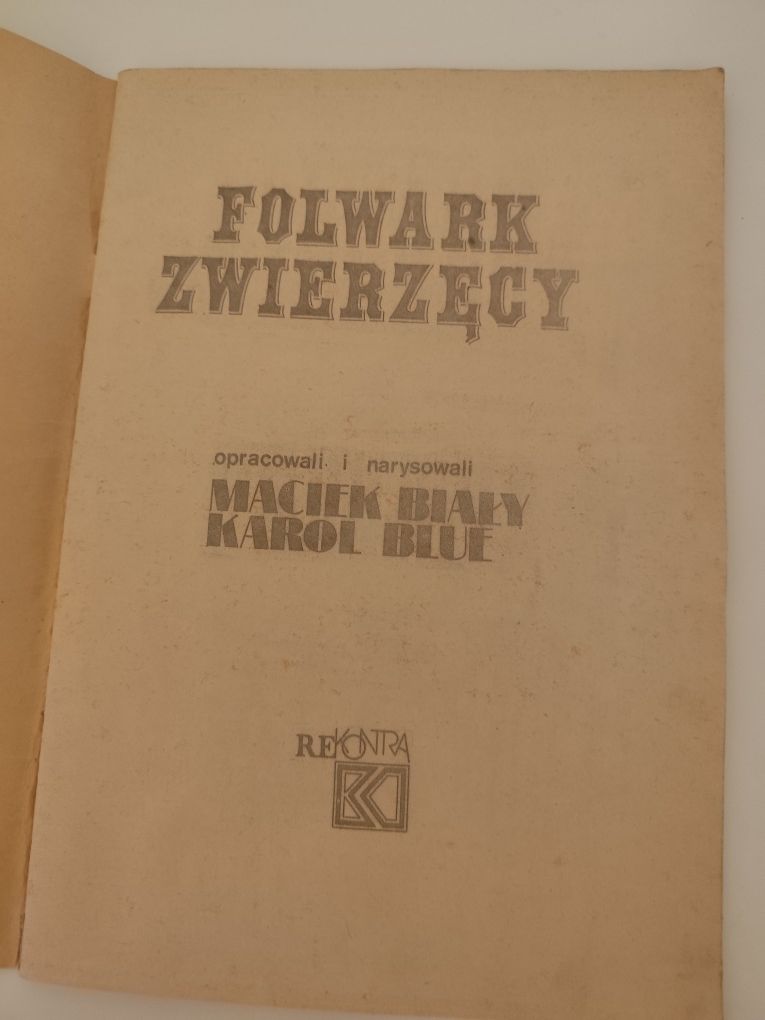 FOLWARK
ZWIERZĘCY
opracowali i narysowali
MACIEK BIAŁY
KAROL BLUE
REKONTRA